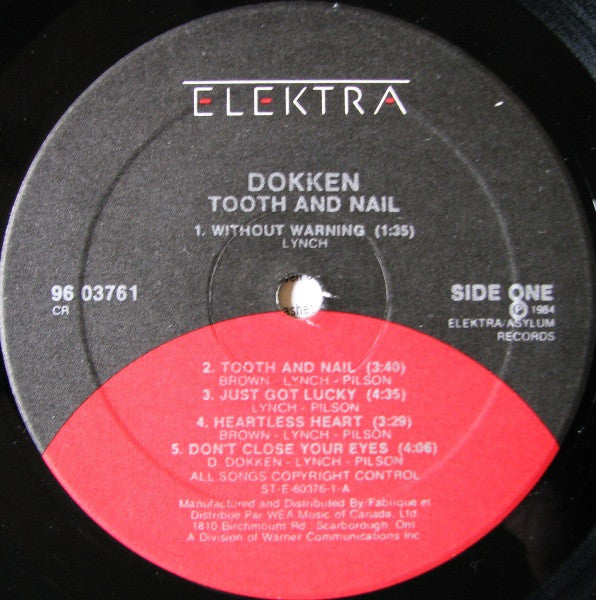 ELEKTRA
DOKKEN
TOOTH AND NAIL
1. WITHOUT WARNING (1:35)
LYNCH
96 03761
CR
SIDE ONE
℗ 1984
ELEKTRA/ASYLUM
RECORDS
2. TOOTH AND NAIL (3:40)
BROWN - LYNCH - PILSON
3. JUST GOT LUCKY (4:35)
LYNCH - PILSON
4. HEARTLESS HEART (3:29)
BROWN - LYNCH - PILSON
5. DON'T CLOSE YOUR EYES (4:06)
D. DOKKEN - LYNCH - PILSON
ALL SONGS COPYRIGHT CONTROL
ST-E-60376-1-A
Manufactured and Distributed By/Fabrique et
Distribue Par WEA Music of Canada, Ltd.
1810 Birchmount Rd Scarborough, Ont
A Division of Warner Communications Inc